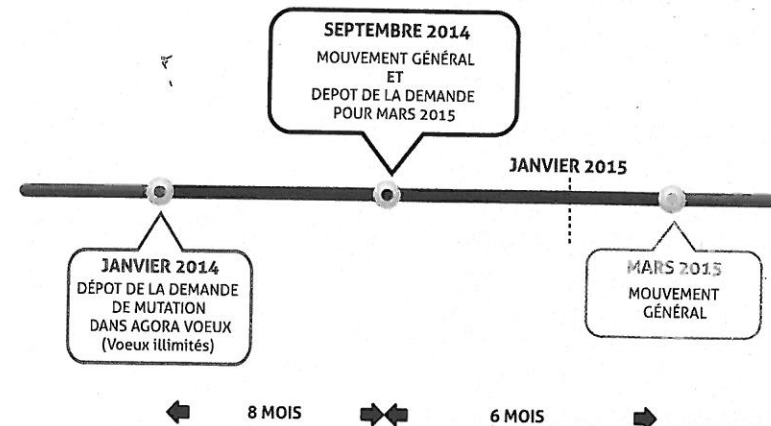 SEPTEMBRE 2014
MOUVEMENT GÉNÉRAL
ET
DEPOT DE LA DEMANDE
POUR MARS 2015
JANVIER 2015
JANVIER 2014
DÉPOT DE LA DEMANDE
DE MUTATION
DANS AGORA VOEUX
(Voeux illimités)
MARS 2015
MOUVEMENT
GÉNÉRAL
8 MOIS
6 MOIS